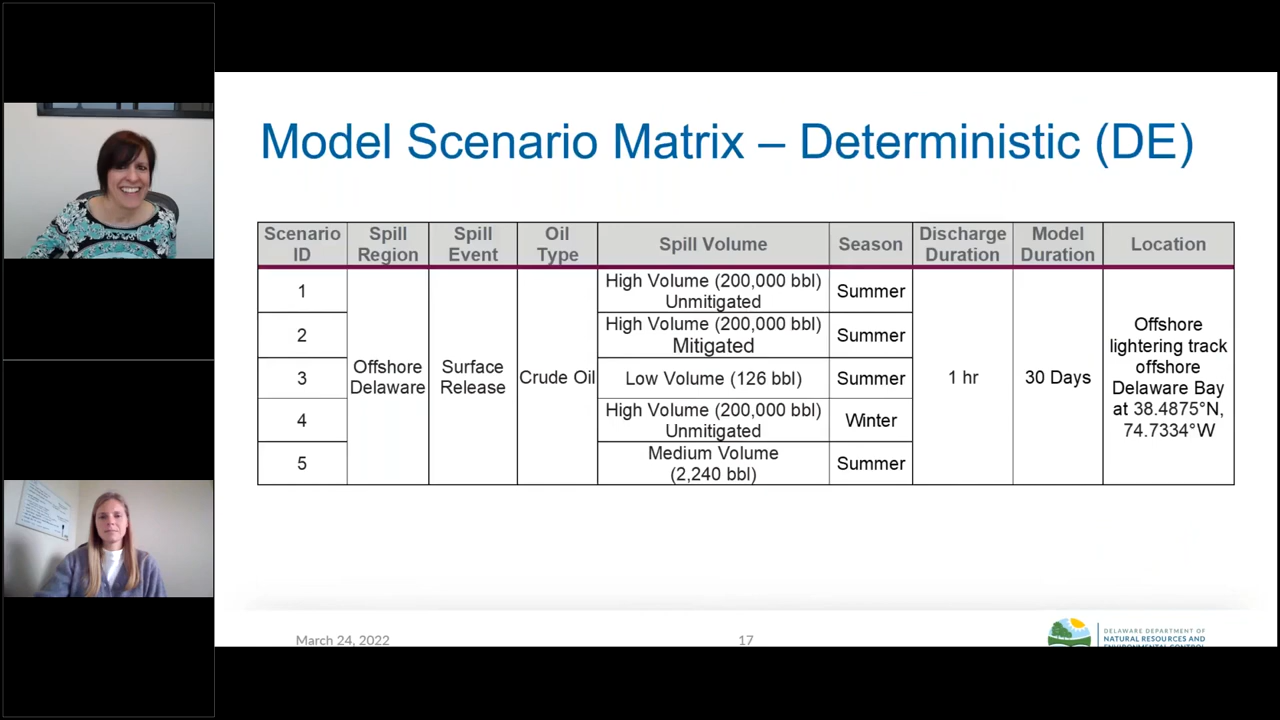 Model Scenario Matrix – Deterministic (DE)
Scenario ID
Spill Region
Spill Event
Oil Type
Spill Volume
Season
Discharge Duration
Model Duration
Location
1
High Volume (200,000 bbl)
Unmitigated
Summer
2
High Volume (200,000 bbl)
Mitigated
Summer
Offshore
Delaware
Surface
Release
Crude Oil
3
Low Volume (126 bbl)
Summer
1 hr
30 Days
Offshore
lightering track
offshore
Delaware Bay
at 38.4875°N,
74.7334°W
4
High Volume (200,000 bbl)
Unmitigated
Winter
5
Medium Volume
(2,240 bbl)
Summer
March 24, 2022
17
DELAWARE DEPARTMENT OF
NATURAL RESOURCES AND
ENVIRONMENTAL CONTROL